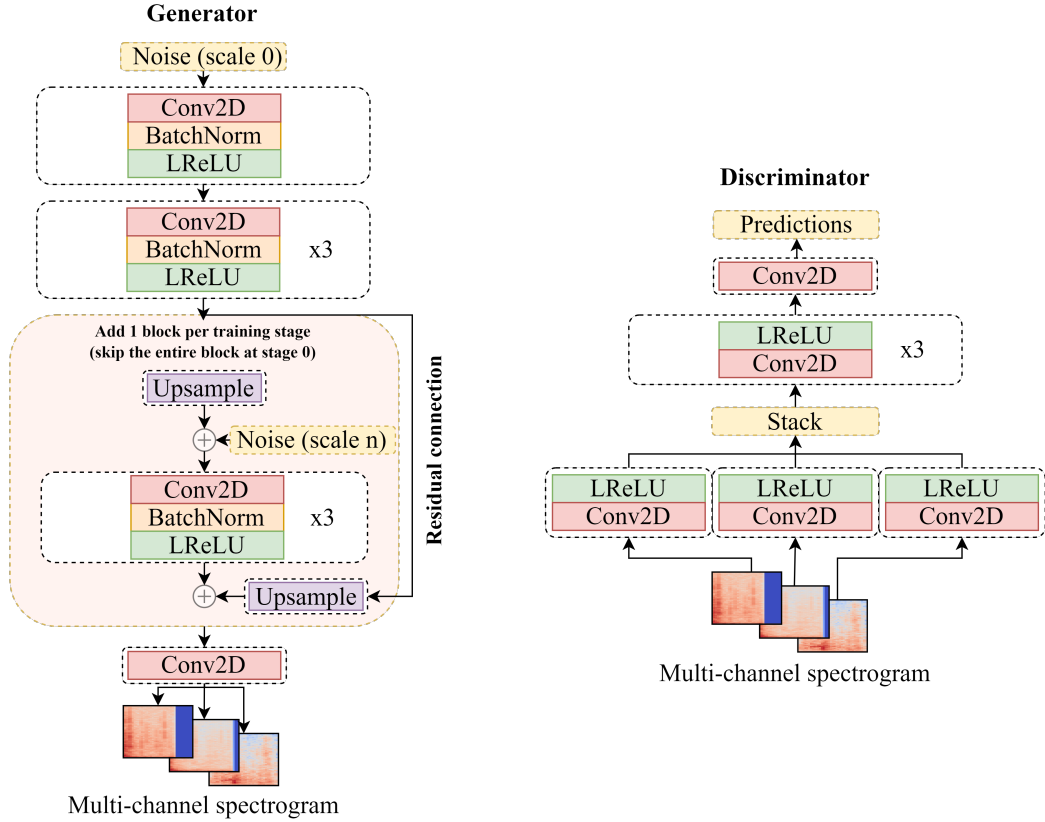 Generator
Noise (scale 0)
Conv2D
BatchNorm
LReLU
Conv2D
BatchNorm
LReLU
x3
Add 1 block per training stage
(skip the entire block at stage 0)
Upsample
Noise (scale n)
Conv2D
BatchNorm
LReLU
x3
Upsample
Residual connection
Conv2D
Multi-channel spectrogram
Discriminator
Predictions
Conv2D
LReLU
Conv2D
x3
Stack
LReLU
Conv2D
LReLU
Conv2D
LReLU
Conv2D
Multi-channel spectrogram